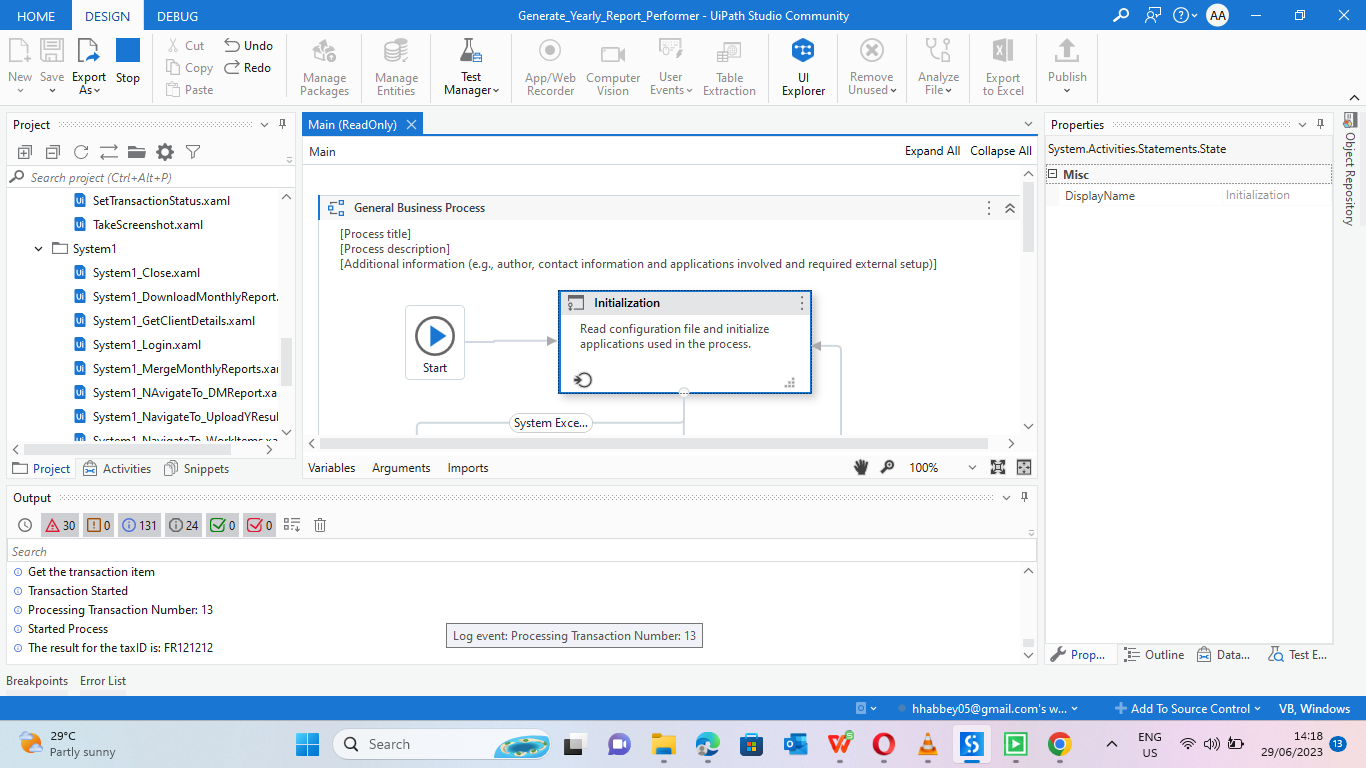 HOME DESIGN DEBUG Generate_Yearly_Report_Performer - UiPath Studio Community AA
New Save Export As Stop Cut Copy Paste Undo Redo Manage Packages Manage Entities Test Manager App/Web Recorder Computer Vision User Events Table Extraction UI Explorer Remove Unused Analyze File Export to Excel Publish
Project
Search project (Ctrl+Alt+P)
SetTransactionStatus.xaml
TakeScreenshot.xaml
System1
System1_Close.xaml
System1_DownloadMonthlyReport.
System1_GetClientDetails.xaml
System1_Login.xaml
System1_MergeMonthlyReports.xar
System1_NAvigateTo_DMReport.xa
System1_NavigateTo_UploadYResul
System1_NavigateTo_WorkItems.xa
Project Activities Snippets
Main (ReadOnly)
Main Expand All Collapse All
General Business Process
[Process title]
[Process description]
[Additional information (e.g., author, contact information and applications involved and required external setup)]
Start
Initialization
Read configuration file and initialize
applications used in the process.
System Exce...
Variables Arguments Imports 100%
Properties
System.Activities.Statements.State
Misc
DisplayName Initialization
Object Repository
Prop... Outline Data... Test E...
Output
30 0 131 24 0 0
Search
Get the transaction item
Transaction Started
Processing Transaction Number: 13
Started Process
The result for the taxID is: FR121212
Log event: Processing Transaction Number: 13
Breakpoints Error List
hhabbey05@gmail.com's w... Add To Source Control VB, Windows
29°C
Partly sunny
Search
ENG
US
14:18
29/06/2023
13